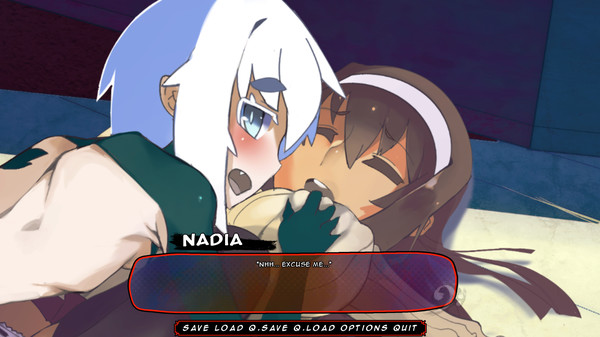 NADIA
"NHH... EXCUSE ME..."
SAVE LOAD Q.SAVE Q.LOAD OPTIONS QUIT